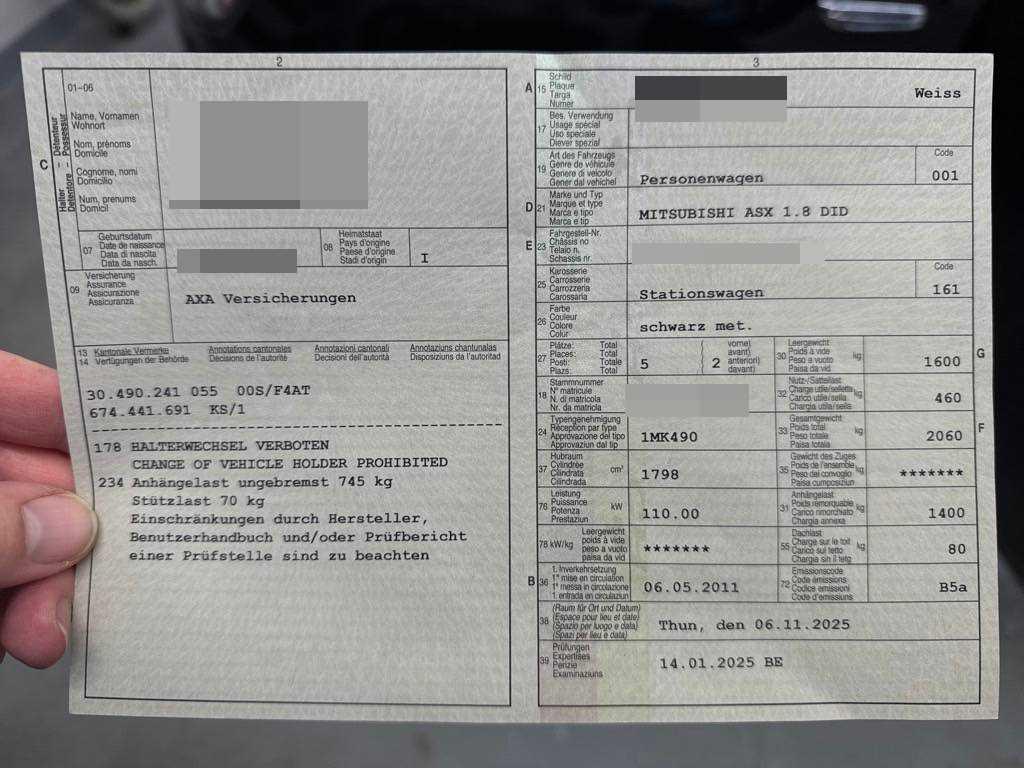 2
01-06
Name, Vornamen
Wohnort
Nom, prénoms
Domicile
Cognome, nomi
Domicilio
Num, prenums
Domicil
C
Halter – Détenteur
Detentore – Possessur
07
Geburtsdatum
Date de naissance
Data di nascita
Data da nasch.
08
Heimatstaat
Pays d'origine
Paese d'origine
Stadi d'origin
I
09
Versicherung
Assurance
Assicurazione
Assicuranza
AXA Versicherungen
13 Kantonale Vermerke
14 Verfügungen der Behörde
Annotations cantonales
Décisions de l'autorité
Annotazioni cantonali
Decisioni dell'autorità
Annotaziuns chantunalas
Disposiziuns da l'autoritad
30.490.241 055 00S/F4AT
674.441.691 KS/1
178 HALTERWECHSEL VERBOTEN
CHANGE OF VEHICLE HOLDER PROHIBITED
234 Anhängelast ungebremst 745 kg
Stützlast 70 kg
Einschränkungen durch Hersteller,
Benutzerhandbuch und/oder Prüfbericht
einer Prüfstelle sind zu beachten
3
A 15
Schild
Plaque
Targa
Numer
Weiss
17
Bes. Verwendung
Usage spécial
Uso speciale
Diever spezial
19
Art des Fahrzeugs
Genre de véhicule
Genere di veicolo
Gener dal vehichel
Personenwagen
Code
001
D 21
Marke und Typ
Marque et type
Marca e tipo
Marca e tip
MITSUBISHI ASX 1.8 DID
E 23
Fahrgestell-Nr.
Châssis no
Telaio n.
Schassis nr.
25
Karosserie
Carrosserie
Carrozzeria
Carossaria
Stationswagen
Code
161
26
Farbe
Couleur
Colore
Colur
schwarz met.
27
Plätze: Total
Places: Total
Posti: Totale
Plazs: Total
5
2
vorne)
avant)
anteriori)
davant)
30
Leergewicht
Poids à vide
Peso a vuoto
Paisa da vid
kg
1600
G
18
Stammnummer
N° matricule
N. di matricola
Nr. da matricla
32
Nutz-/Sattellast
Charge utile/sellette
Carico utile/sella
Chargia utila/sella
kg
460
24
Typengenehmigung
Réception par type
Approvazione del tipo
Approvaziun dal tip
1MK490
33
Gesamtgewicht
Poids total
Peso totale
Paisa totala
kg
2060
F
37
Hubraum
Cylindrée
Cilindrata
Cilindrada
cm³
1798
35
Gewicht des Zuges
Poids de l'ensemble
Peso del convoglio
Paisa cumposiziun
kg
*******
76
Leistung
Puissance
Potenza
Prestaziun
kW
110.00
31
Anhängelast
Poids remorquable
Carico rimorchiato
Chargia annexa
kg
1400
78 kW/kg
Leergewicht
poids à vide
peso a vuoto
paisa da vid
*******
55
Dachlast
Charge sur le toit
Carico sul tetto
Chargia sin il tetg
kg
80
B 36
1. Inverkehrsetzung
1re mise en circulation
1a messa in circolazione
1. entrada en circulaziun
06.05.2011
72
Emissionscode
Code émissions
Codice emissioni
Code d'emissiuns
B5a
38
(Raum für Ort und Datum)
(Espace pour lieu et date)
(Spazio per luogo e data)
(Spazi per lieu e data)
Thun, den 06.11.2025
39
Prüfungen
Expertises
Perizie
Examinaziuns
14.01.2025 BE